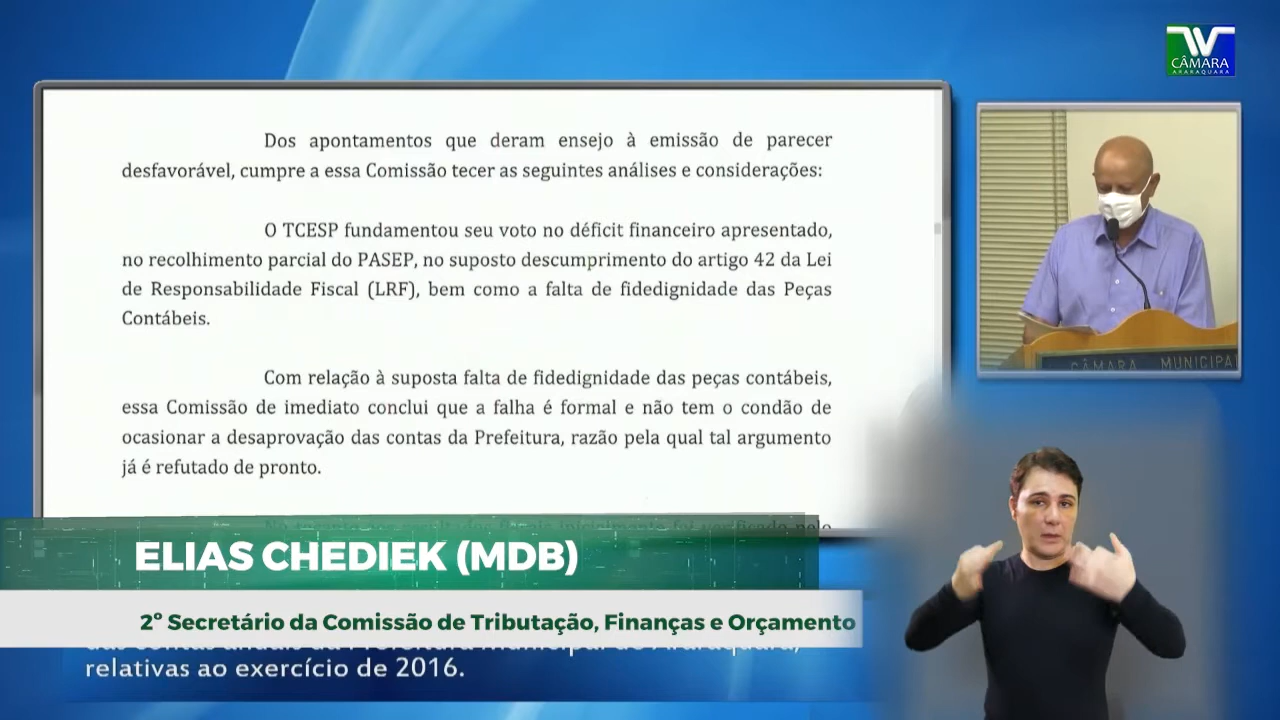 W
CÂMARA
ARARAQUARA
Dos apontamentos que deram ensejo à emissão de parecer
desfavorável, cumpre a essa Comissão tecer as seguintes análises e considerações:
O TCESP fundamentou seu voto no déficit financeiro apresentado,
no recolhimento parcial do PASEP, no suposto descumprimento do artigo 42 da Lei
de Responsabilidade Fiscal (LRF), bem como a falta de fidedignidade das Peças
Contábeis.
Com relação à suposta falta de fidedignidade das peças contábeis,
essa Comissão de imediato conclui que a falha é formal e não tem o condão de
ocasionar a desaprovação das contas da Prefeitura, razão pela qual tal argumento
já é refutado de pronto.
CÂMARA MUNICIPA
ELIAS CHEDIEK (MDB)
2º Secretário da Comissão de Tributação, Finanças e Orçamento
relativas ao exercício de 2016.